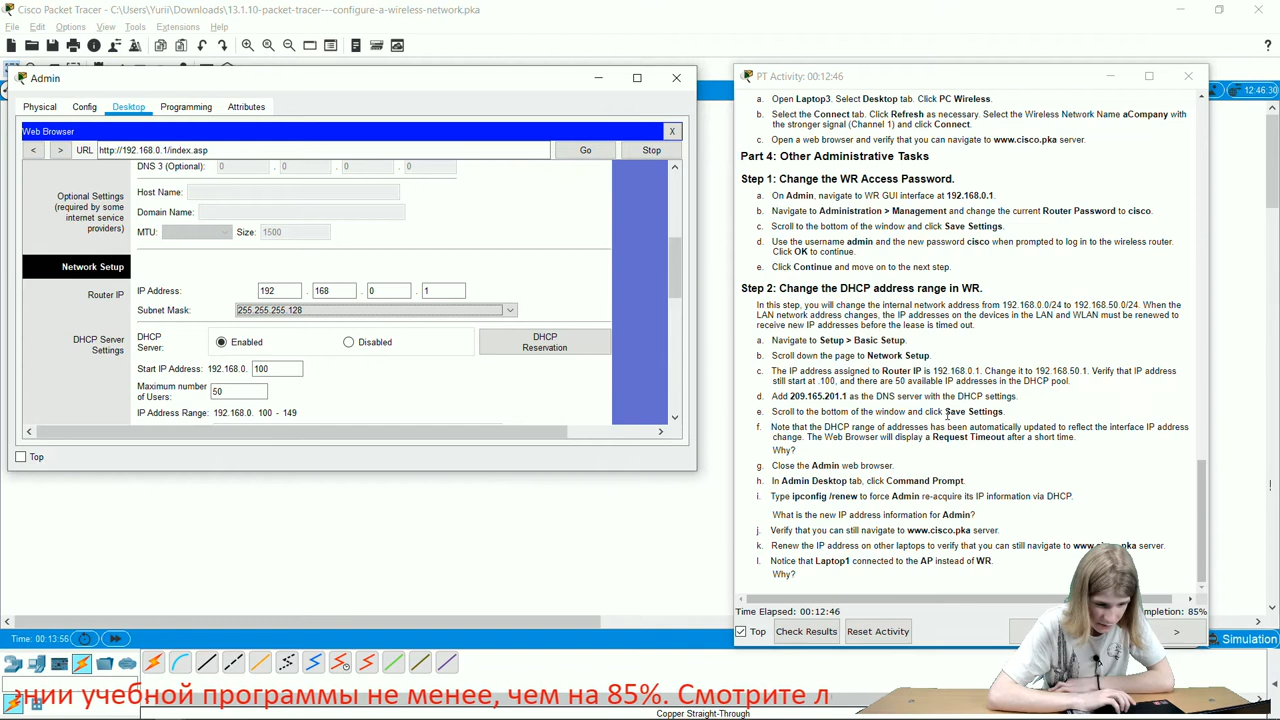 Cisco Packet Tracer - C:\Users\Yurii\Downloads\13.1.10-packet-tracer---configure-a-wireless-network.pka
File Edit Options View Tools Extensions Help
Admin
Physical Config Desktop Programming Attributes
Web Browser X
< > URL http://192.168.0.1/index.asp Go Stop
DNS 3 (Optional): 0 . 0 . 0 . 0
Optional Settings
(required by some
internet service
providers)
Host Name:
Domain Name:
MTU: Size: 1500
Network Setup
Router IP
IP Address: 192 . 168 . 0 . 1
Subnet Mask: 255.255.255.128
DHCP Server
Settings
DHCP
Server:
Enabled Disabled
DHCP
Reservation
Start IP Address: 192.168.0. 100
Maximum number
of Users: 50
IP Address Range: 192.168.0. 100 - 149
Top
PT Activity: 00:12:46
12:46:30
a. Open Laptop3. Select Desktop tab. Click PC Wireless.
b. Select the Connect tab. Click Refresh as necessary. Select the Wireless Network Name aCompany with
the stronger signal (Channel 1) and click Connect.
c. Open a web browser and verify that you can navigate to www.cisco.pka server.
Part 4: Other Administrative Tasks
Step 1: Change the WR Access Password.
a. On Admin, navigate to WR GUI interface at 192.168.0.1.
b. Navigate to Administration > Management and change the current Router Password to cisco.
c. Scroll to the bottom of the window and click Save Settings.
d. Use the username admin and the new password cisco when prompted to log in to the wireless router.
Click OK to continue.
e. Click Continue and move on to the next step.
Step 2: Change the DHCP address range in WR.
In this step, you will change the internal network address from 192.168.0.0/24 to 192.168.50.0/24. When the
LAN network address changes, the IP addresses on the devices in the LAN and WLAN must be renewed to
receive new IP addresses before the lease is timed out.
a. Navigate to Setup > Basic Setup.
b. Scroll down the page to Network Setup.
c. The IP address assigned to Router IP is 192.168.0.1. Change it to 192.168.50.1. Verify that IP address
still start at .100, and there are 50 available IP addresses in the DHCP pool.
d. Add 209.165.201.1 as the DNS server with the DHCP settings.
e. Scroll to the bottom of the window and click Save Settings.
f. Note that the DHCP range of addresses has been automatically updated to reflect the interface IP address
change. The Web Browser will display a Request Timeout after a short time.
Why?
g. Close the Admin web browser.
h. In Admin Desktop tab, click Command Prompt.
i. Type ipconfig /renew to force Admin re-acquire its IP information via DHCP.
What is the new IP address information for Admin?
j. Verify that you can still navigate to www.cisco.pka server.
k. Renew the IP address on other laptops to verify that you can still navigate to server.
l. Notice that Laptop1 connected to the AP instead of WR.
Why?
Time Elapsed: 00:12:46 mpletion: 85%
Top Check Results Reset Activity >
Time: 00:13:56 Simulation
нии учебной программы не менее, чем на 85%. Смотрите л
Copper Straight-Through